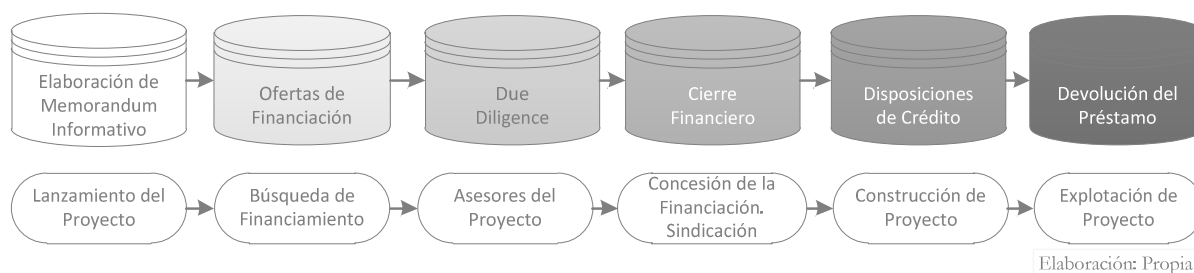 Elaboración de
Memorandum
Informativo
Ofertas de
Financiación
Due
Diligence
Cierre
Financiero
Disposiciones
de Crédito
Devolución del
Préstamo
Lanzamiento del
Proyecto
Búsqueda de
Financiamiento
Asesores del
Proyecto
Concesión de la
Financiación.
Sindicación
Construcción de
Proyecto
Explotación de
Proyecto
Elaboración: Propia